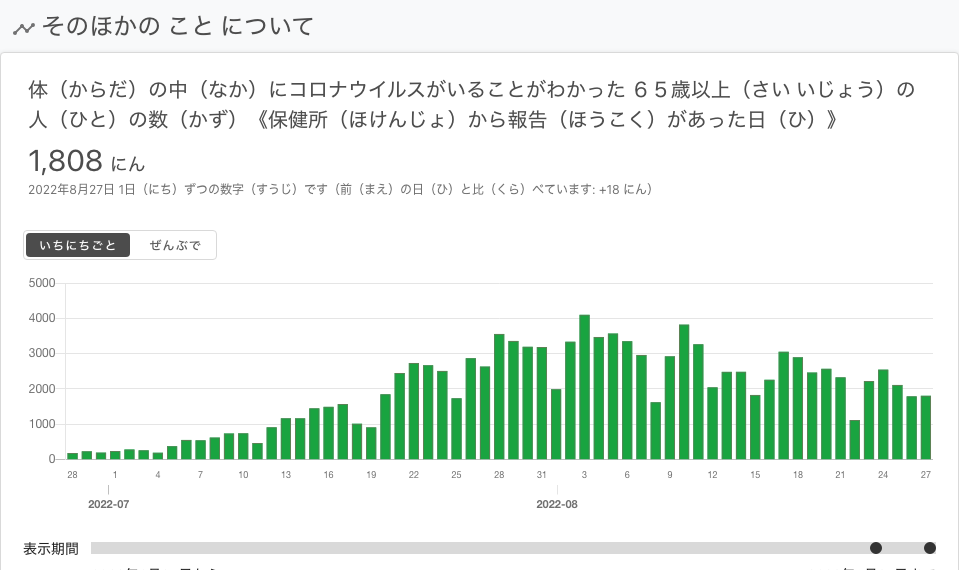 そのほかの こと について
体（からだ）の中（なか）にコロナウイルスがいることがわかった ６５歳以上（さい いじょう）の
人（ひと）の数（かず）《保健所（ほけんじょ）から報告（ほうこく）があった日（ひ）》
1,808 にん
2022年8月27日 1日（にち）ずつの数字（すうじ）です（前（まえ）の日（ひ）と比（くら）べています: +18 にん）
いちにちごと ぜんぶで
5000
4000
3000
2000
1000
0
28 1 4 7 10 13 16 19 22 25 28 31 3 6 9 12 15 18 21 24 27
2022-07 2022-08
表示期間